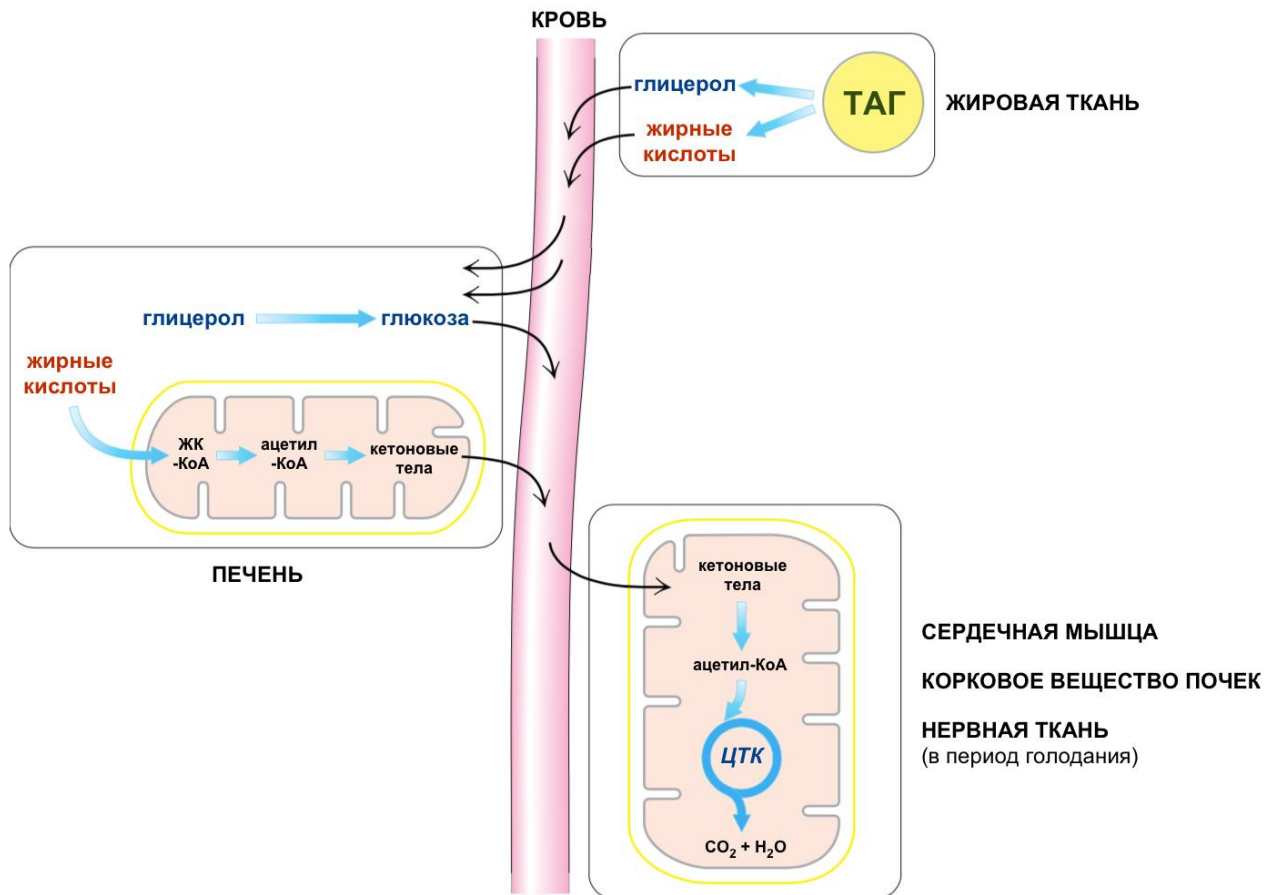 КРОВЬ
глицерол
ТАГ
ЖИРОВАЯ ТКАНЬ
жирные
кислоты
глицерол
глюкоза
жирные
кислоты
ЖК
-КоА
ацетил
-КоА
кетоновые
тела
ПЕЧЕНЬ
кетоновые
тела
ацетил-КоА
ЦТК
CO₂ + H₂O
СЕРДЕЧНАЯ МЫШЦА
КОРКОВОЕ ВЕЩЕСТВО ПОЧЕК
НЕРВНАЯ ТКАНЬ
(в период голодания)